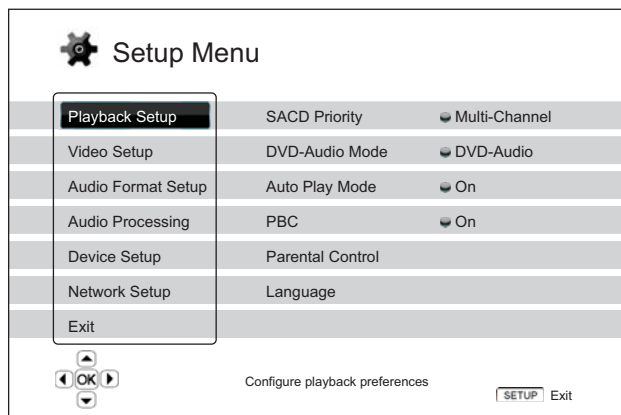 Setup Menu
Playback Setup SACD Priority Multi-Channel
Video Setup DVD-Audio Mode DVD-Audio
Audio Format Setup Auto Play Mode On
Audio Processing PBC On
Device Setup Parental Control
Network Setup Language
Exit
OK
Configure playback preferences
SETUP Exit